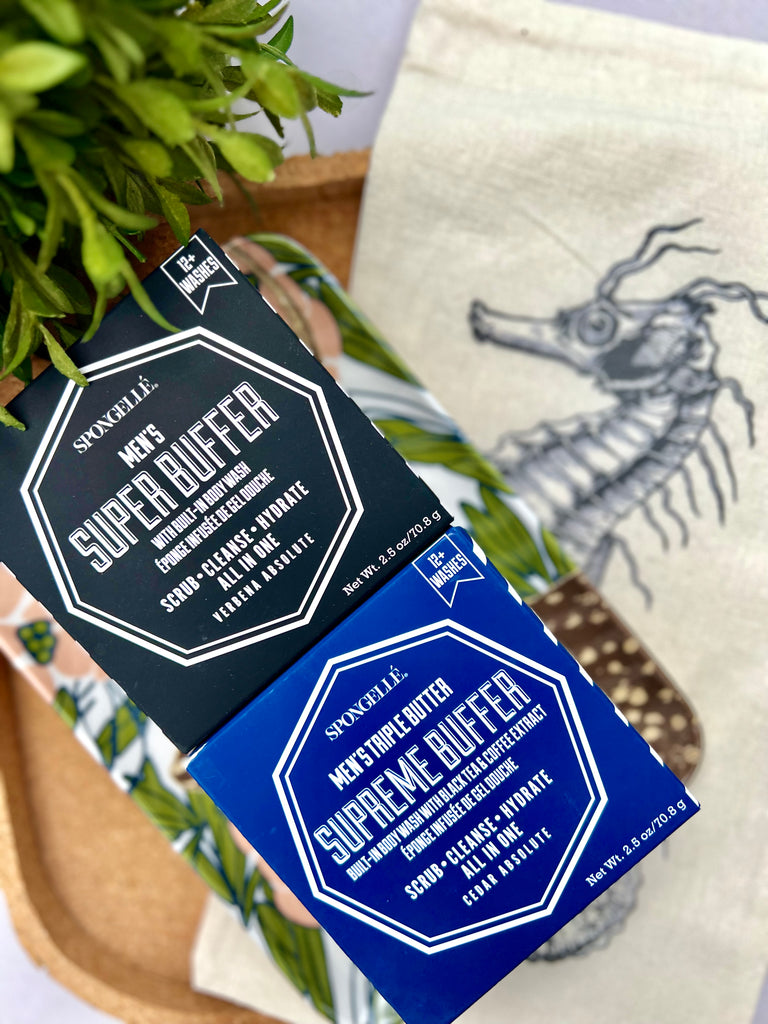 12+
WASHES
SPONGELLÉ®
MEN'S
SUPER BUFFER
WITH BUILT-IN BODY WASH
ÉPONGE INFUSÉE DE GEL DOUCHE
SCRUB • CLEANSE • HYDRATE
ALL IN ONE
VERBENA ABSOLUTE
Net Wt. 2.5 oz/70.8 g
12+
WASHES
SPONGELLÉ®
MEN'S TRIPLE BUTTER
SUPREME BUFFER
BUILT-IN BODY WASH WITH BLACK TEA & COFFEE EXTRACT
ÉPONGE INFUSÉE DE GEL DOUCHE
SCRUB • CLEANSE • HYDRATE
ALL IN ONE
CEDAR ABSOLUTE
Net Wt. 2.5 oz/70.8 g